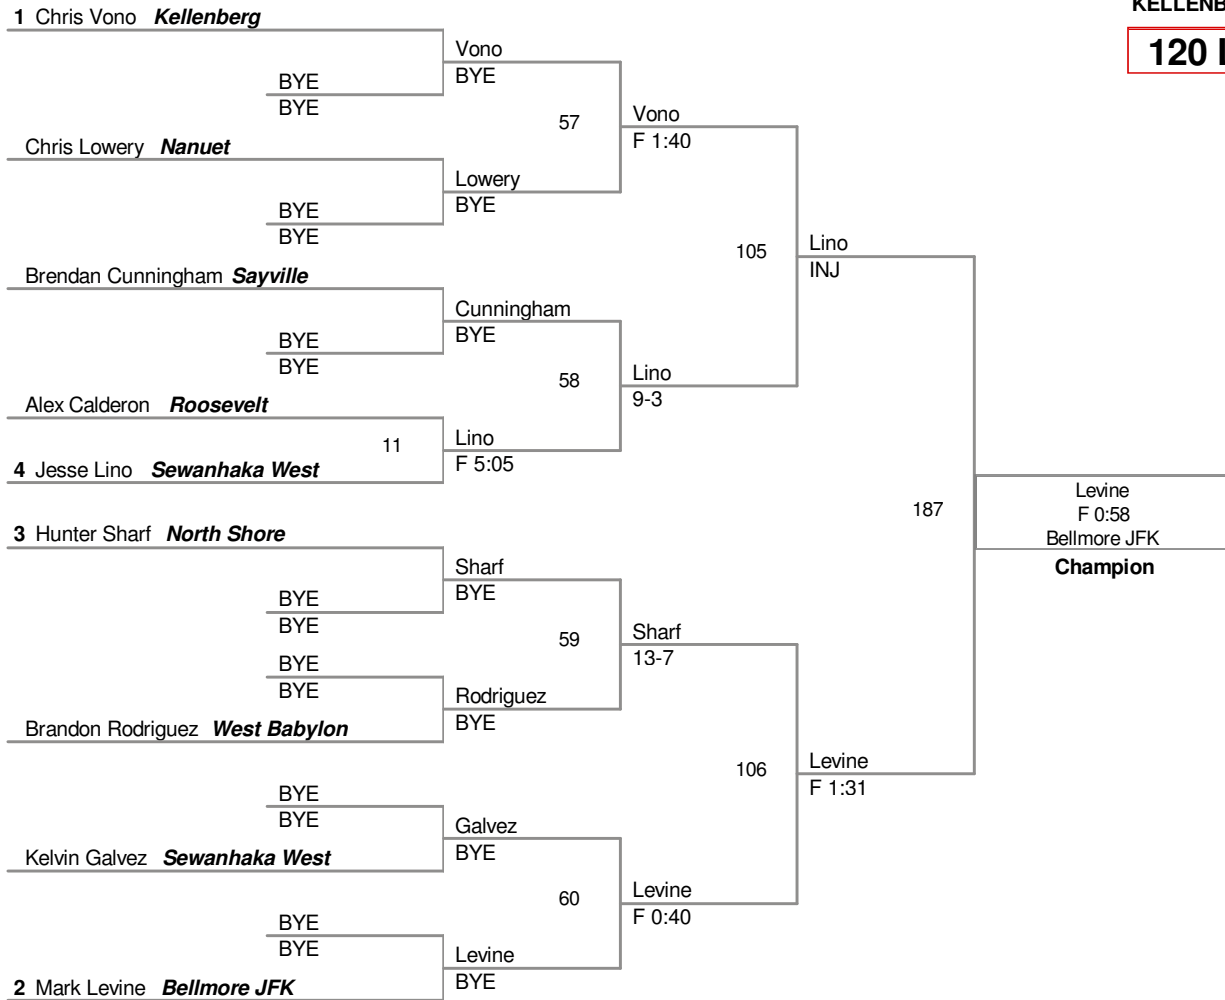 KELLENB
120
1 Chris Vono Kellenberg
Vono
BYE
BYE
BYE
57
Vono
F 1:40
Chris Lowery Nanuet
Lowery
BYE
BYE
BYE
105
Lino
INJ
Brendan Cunningham Sayville
Cunningham
BYE
BYE
BYE
58
Lino
9-3
Alex Calderon Roosevelt
11
Lino
F 5:05
4 Jesse Lino Sewanhaka West
187
Levine
F 0:58
Bellmore JFK
Champion
3 Hunter Sharf North Shore
Sharf
BYE
BYE
BYE
59
Sharf
13-7
BYE
BYE
Rodriguez
BYE
Brandon Rodriguez West Babylon
106
Levine
F 1:31
BYE
BYE
Galvez
BYE
Kelvin Galvez Sewanhaka West
60
Levine
F 0:40
BYE
BYE
Levine
BYE
2 Mark Levine Bellmore JFK